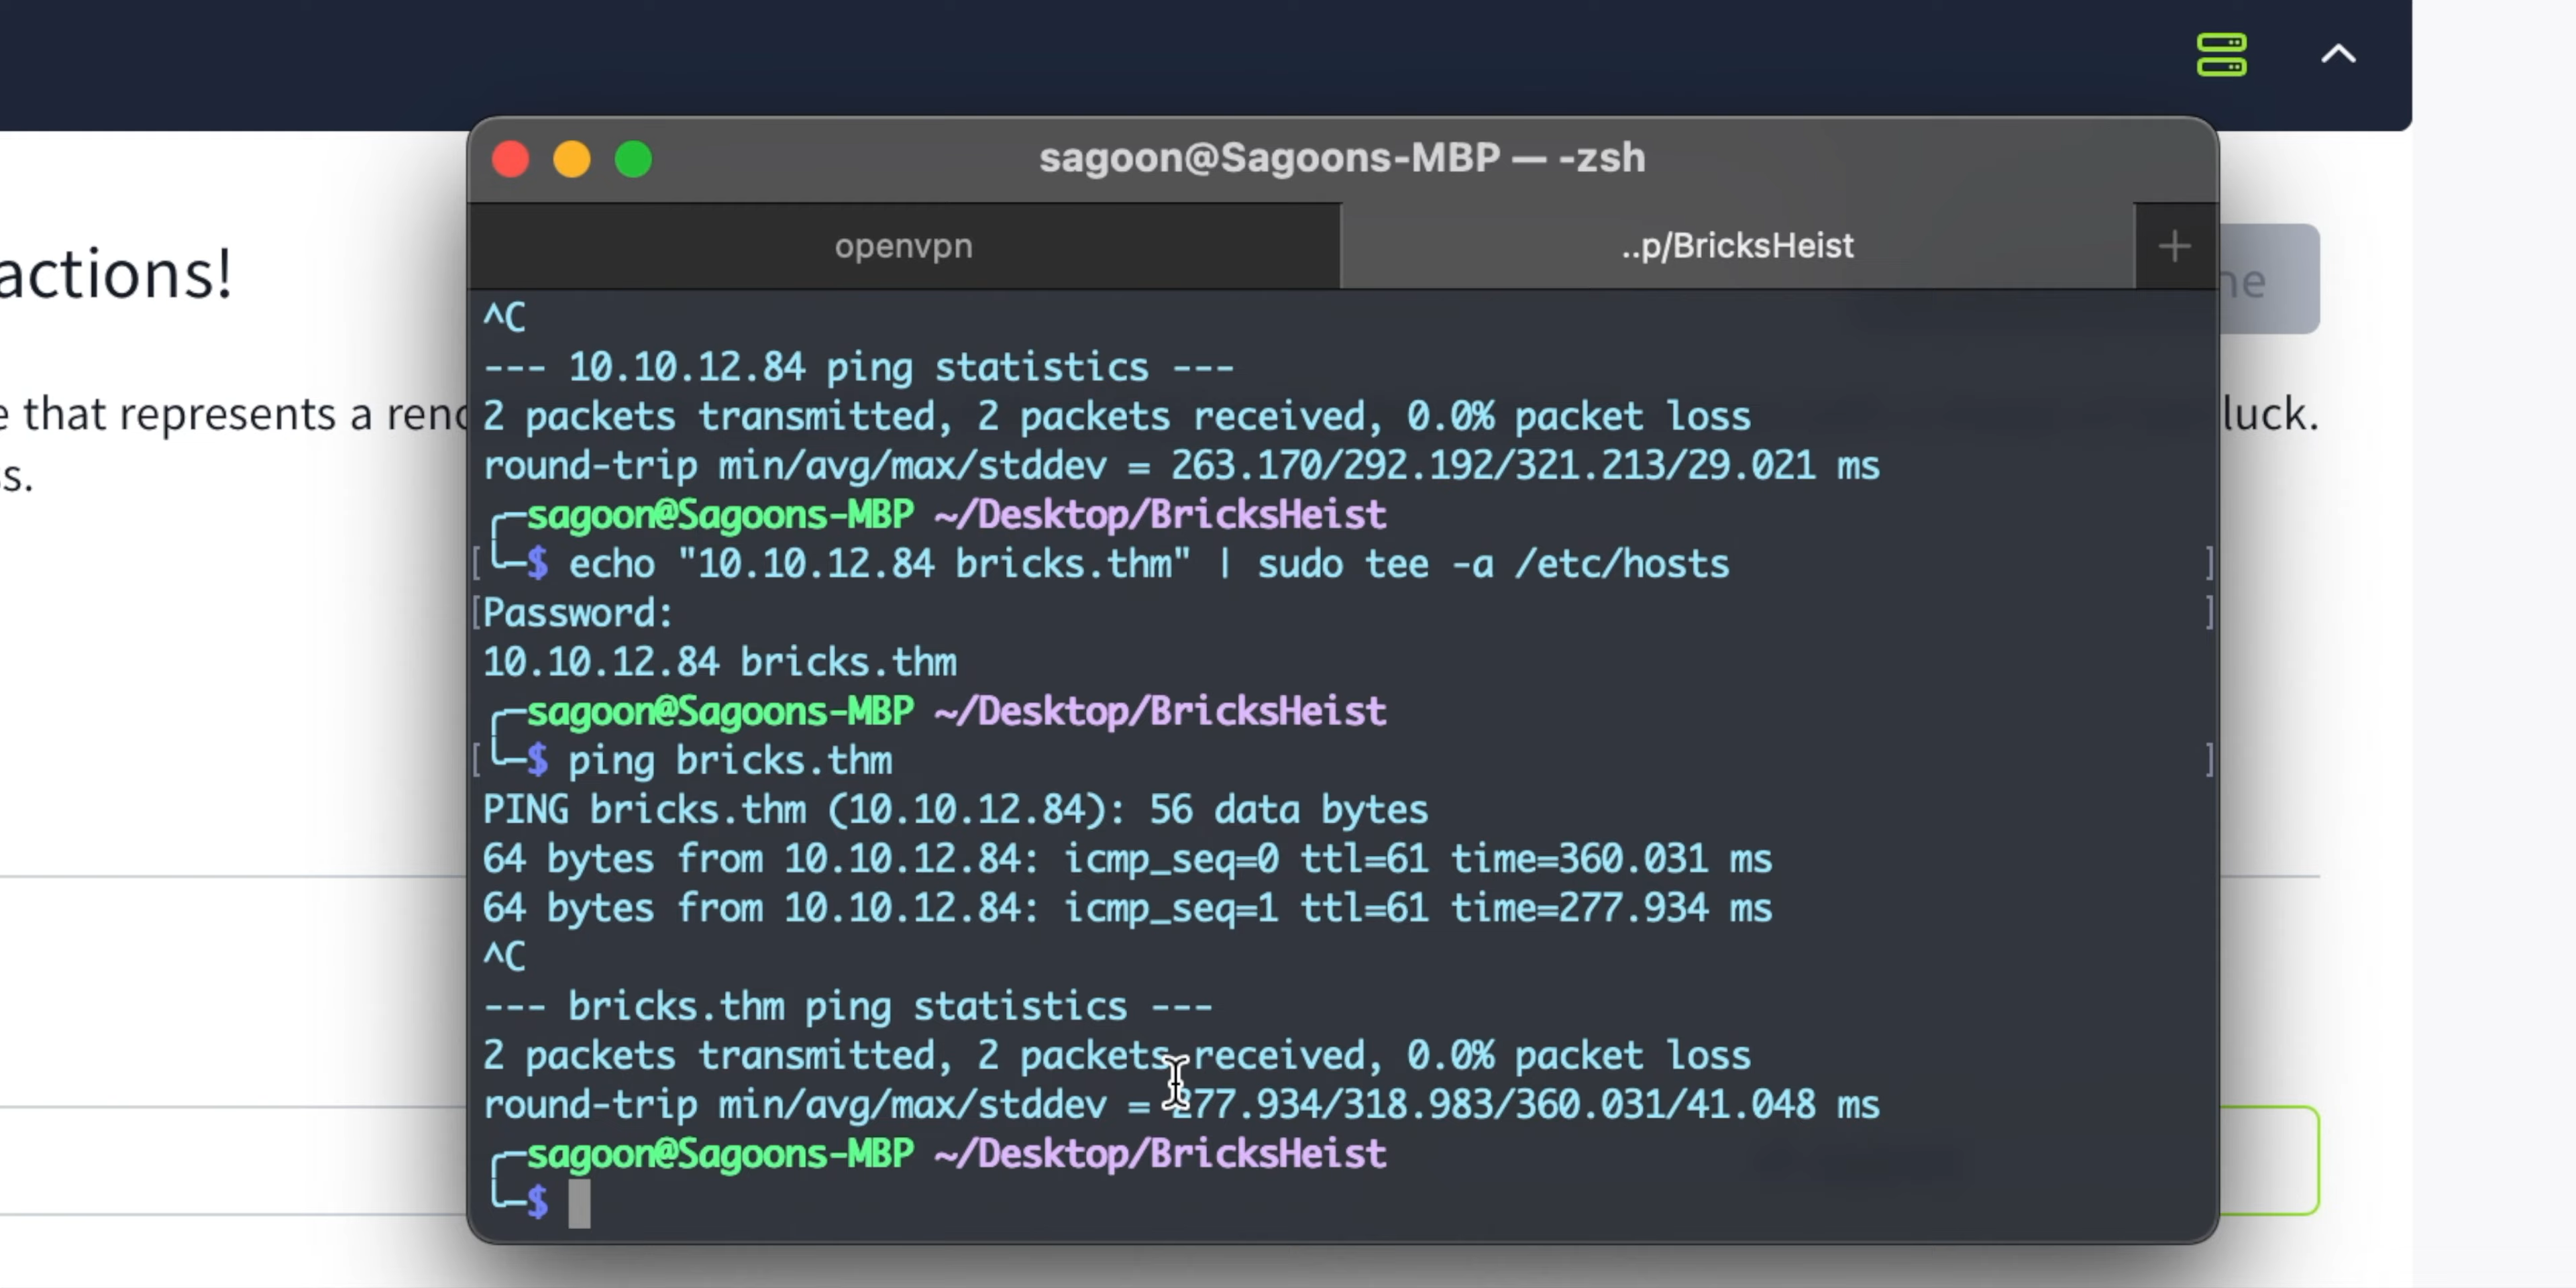 sagoon@Sagoons-MBP — -zsh
openvpn
..p/BricksHeist
+
actions!
ne
e that represents a reno
luck.
s.
^C
--- 10.10.12.84 ping statistics ---
2 packets transmitted, 2 packets received, 0.0% packet loss
round-trip min/avg/max/stddev = 263.170/292.192/321.213/29.021 ms
┌─sagoon@Sagoons-MBP ~/Desktop/BricksHeist
[└─$ echo "10.10.12.84 bricks.thm" | sudo tee -a /etc/hosts ]
[Password: ]
10.10.12.84 bricks.thm
┌─sagoon@Sagoons-MBP ~/Desktop/BricksHeist
[└─$ ping bricks.thm ]
PING bricks.thm (10.10.12.84): 56 data bytes
64 bytes from 10.10.12.84: icmp_seq=0 ttl=61 time=360.031 ms
64 bytes from 10.10.12.84: icmp_seq=1 ttl=61 time=277.934 ms
^C
--- bricks.thm ping statistics ---
2 packets transmitted, 2 packets received, 0.0% packet loss
round-trip min/avg/max/stddev = 277.934/318.983/360.031/41.048 ms
┌─sagoon@Sagoons-MBP ~/Desktop/BricksHeist
└─$